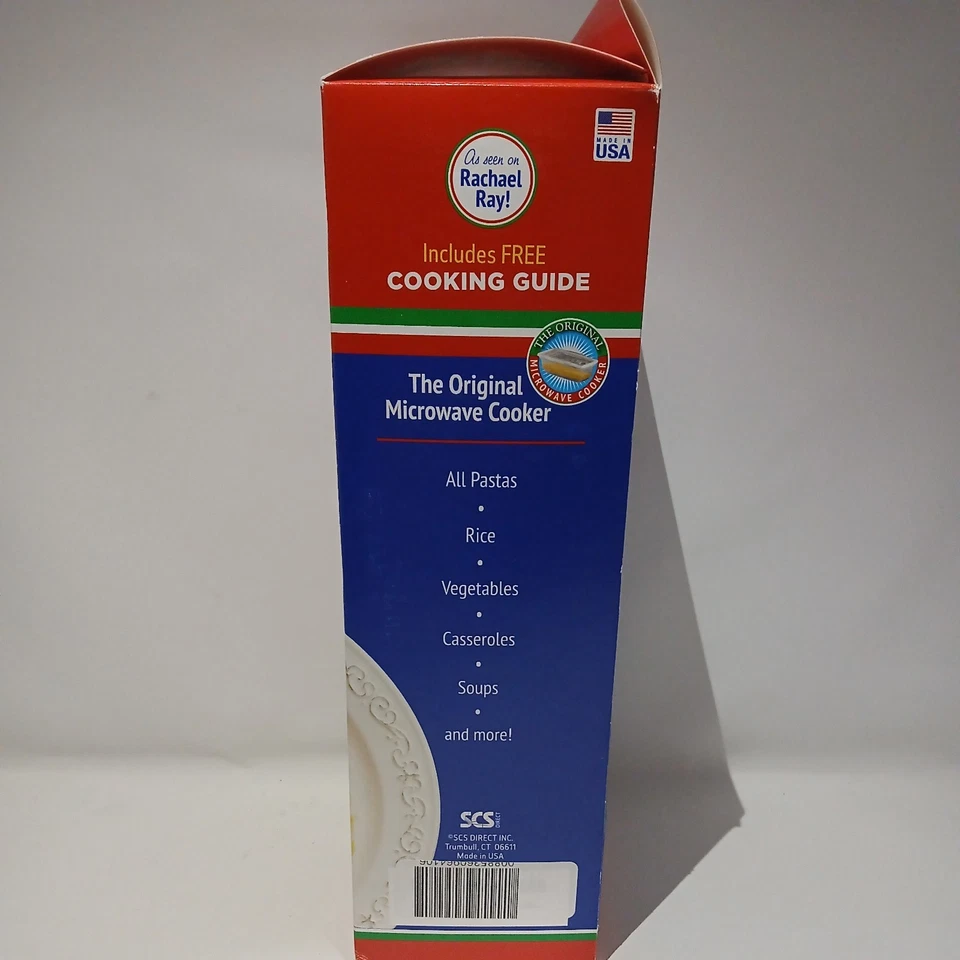 MADE IN
USA
As seen on
Rachael
Ray!
Includes FREE
COOKING GUIDE
THE ORIGINAL
MICROWAVE COOKER
The Original
Microwave Cooker
All Pastas
•
Rice
•
Vegetables
•
Casseroles
•
Soups
•
and more!
SCS
DIRECT
©SCS DIRECT INC.
Trumbull, CT 06611
Made in USA